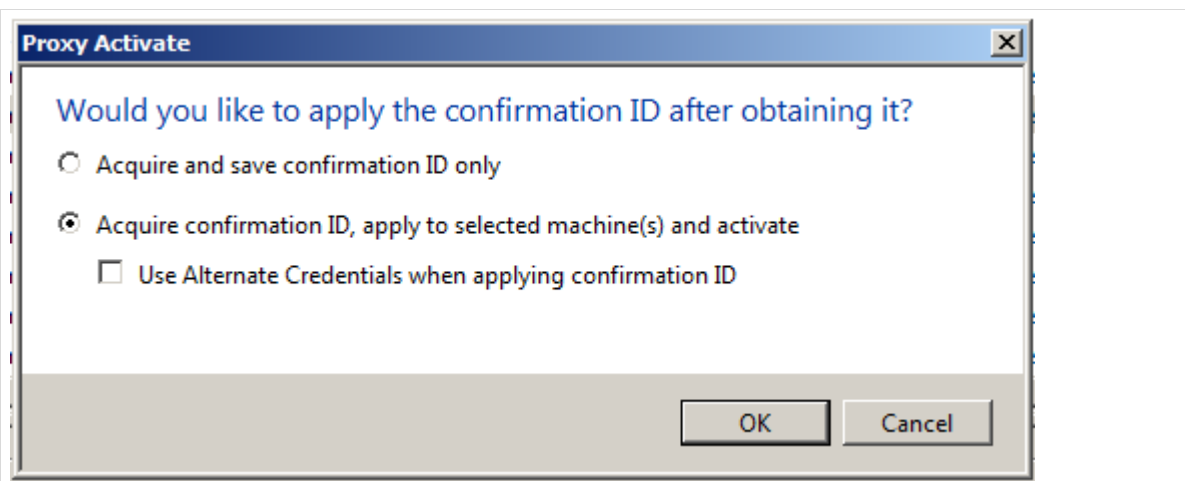 Proxy Activate
Would you like to apply the confirmation ID after obtaining it?
Acquire and save confirmation ID only
Acquire confirmation ID, apply to selected machine(s) and activate
Use Alternate Credentials when applying confirmation ID
OK
Cancel